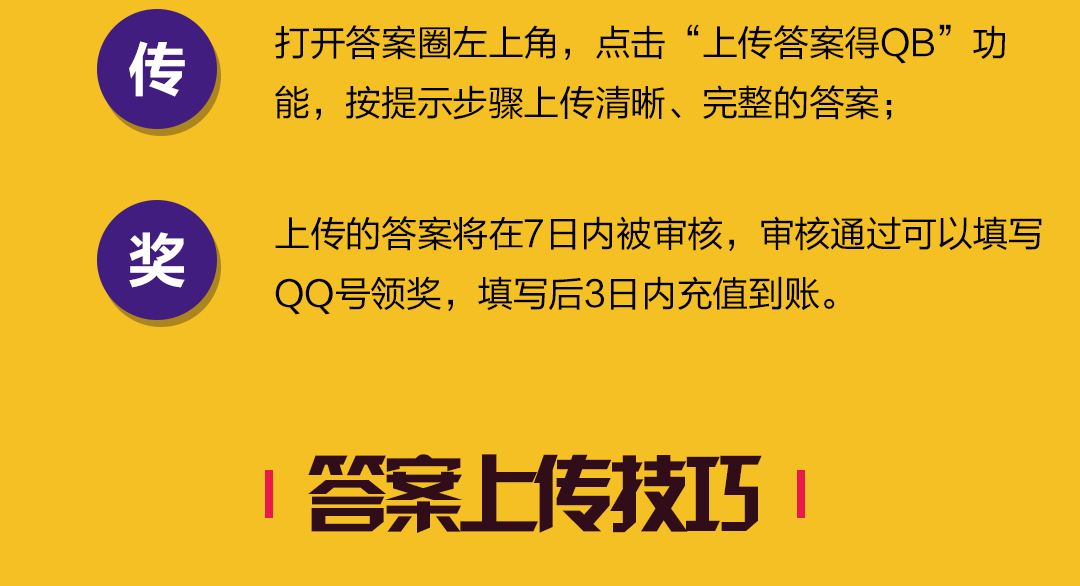 传
打开答案圈左上角，点击“上传答案得QB”功
能，按提示步骤上传清晰、完整的答案；
奖
上传的答案将在7日内被审核，审核通过可以填写
QQ号领奖，填写后3日内充值到账。
答案上传技巧